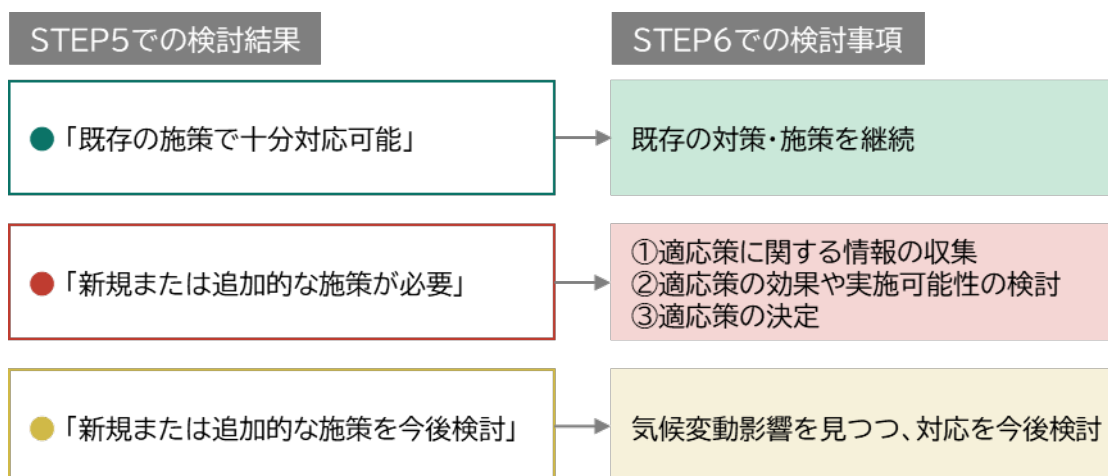 STEP5での検討結果
STEP6での検討事項
●「既存の施策で十分対応可能」
既存の対策・施策を継続
●「新規または追加的な施策が必要」
①適応策に関する情報の収集
②適応策の効果や実施可能性の検討
③適応策の決定
●「新規または追加的な施策を今後検討」
気候変動影響を見つつ、対応を今後検討